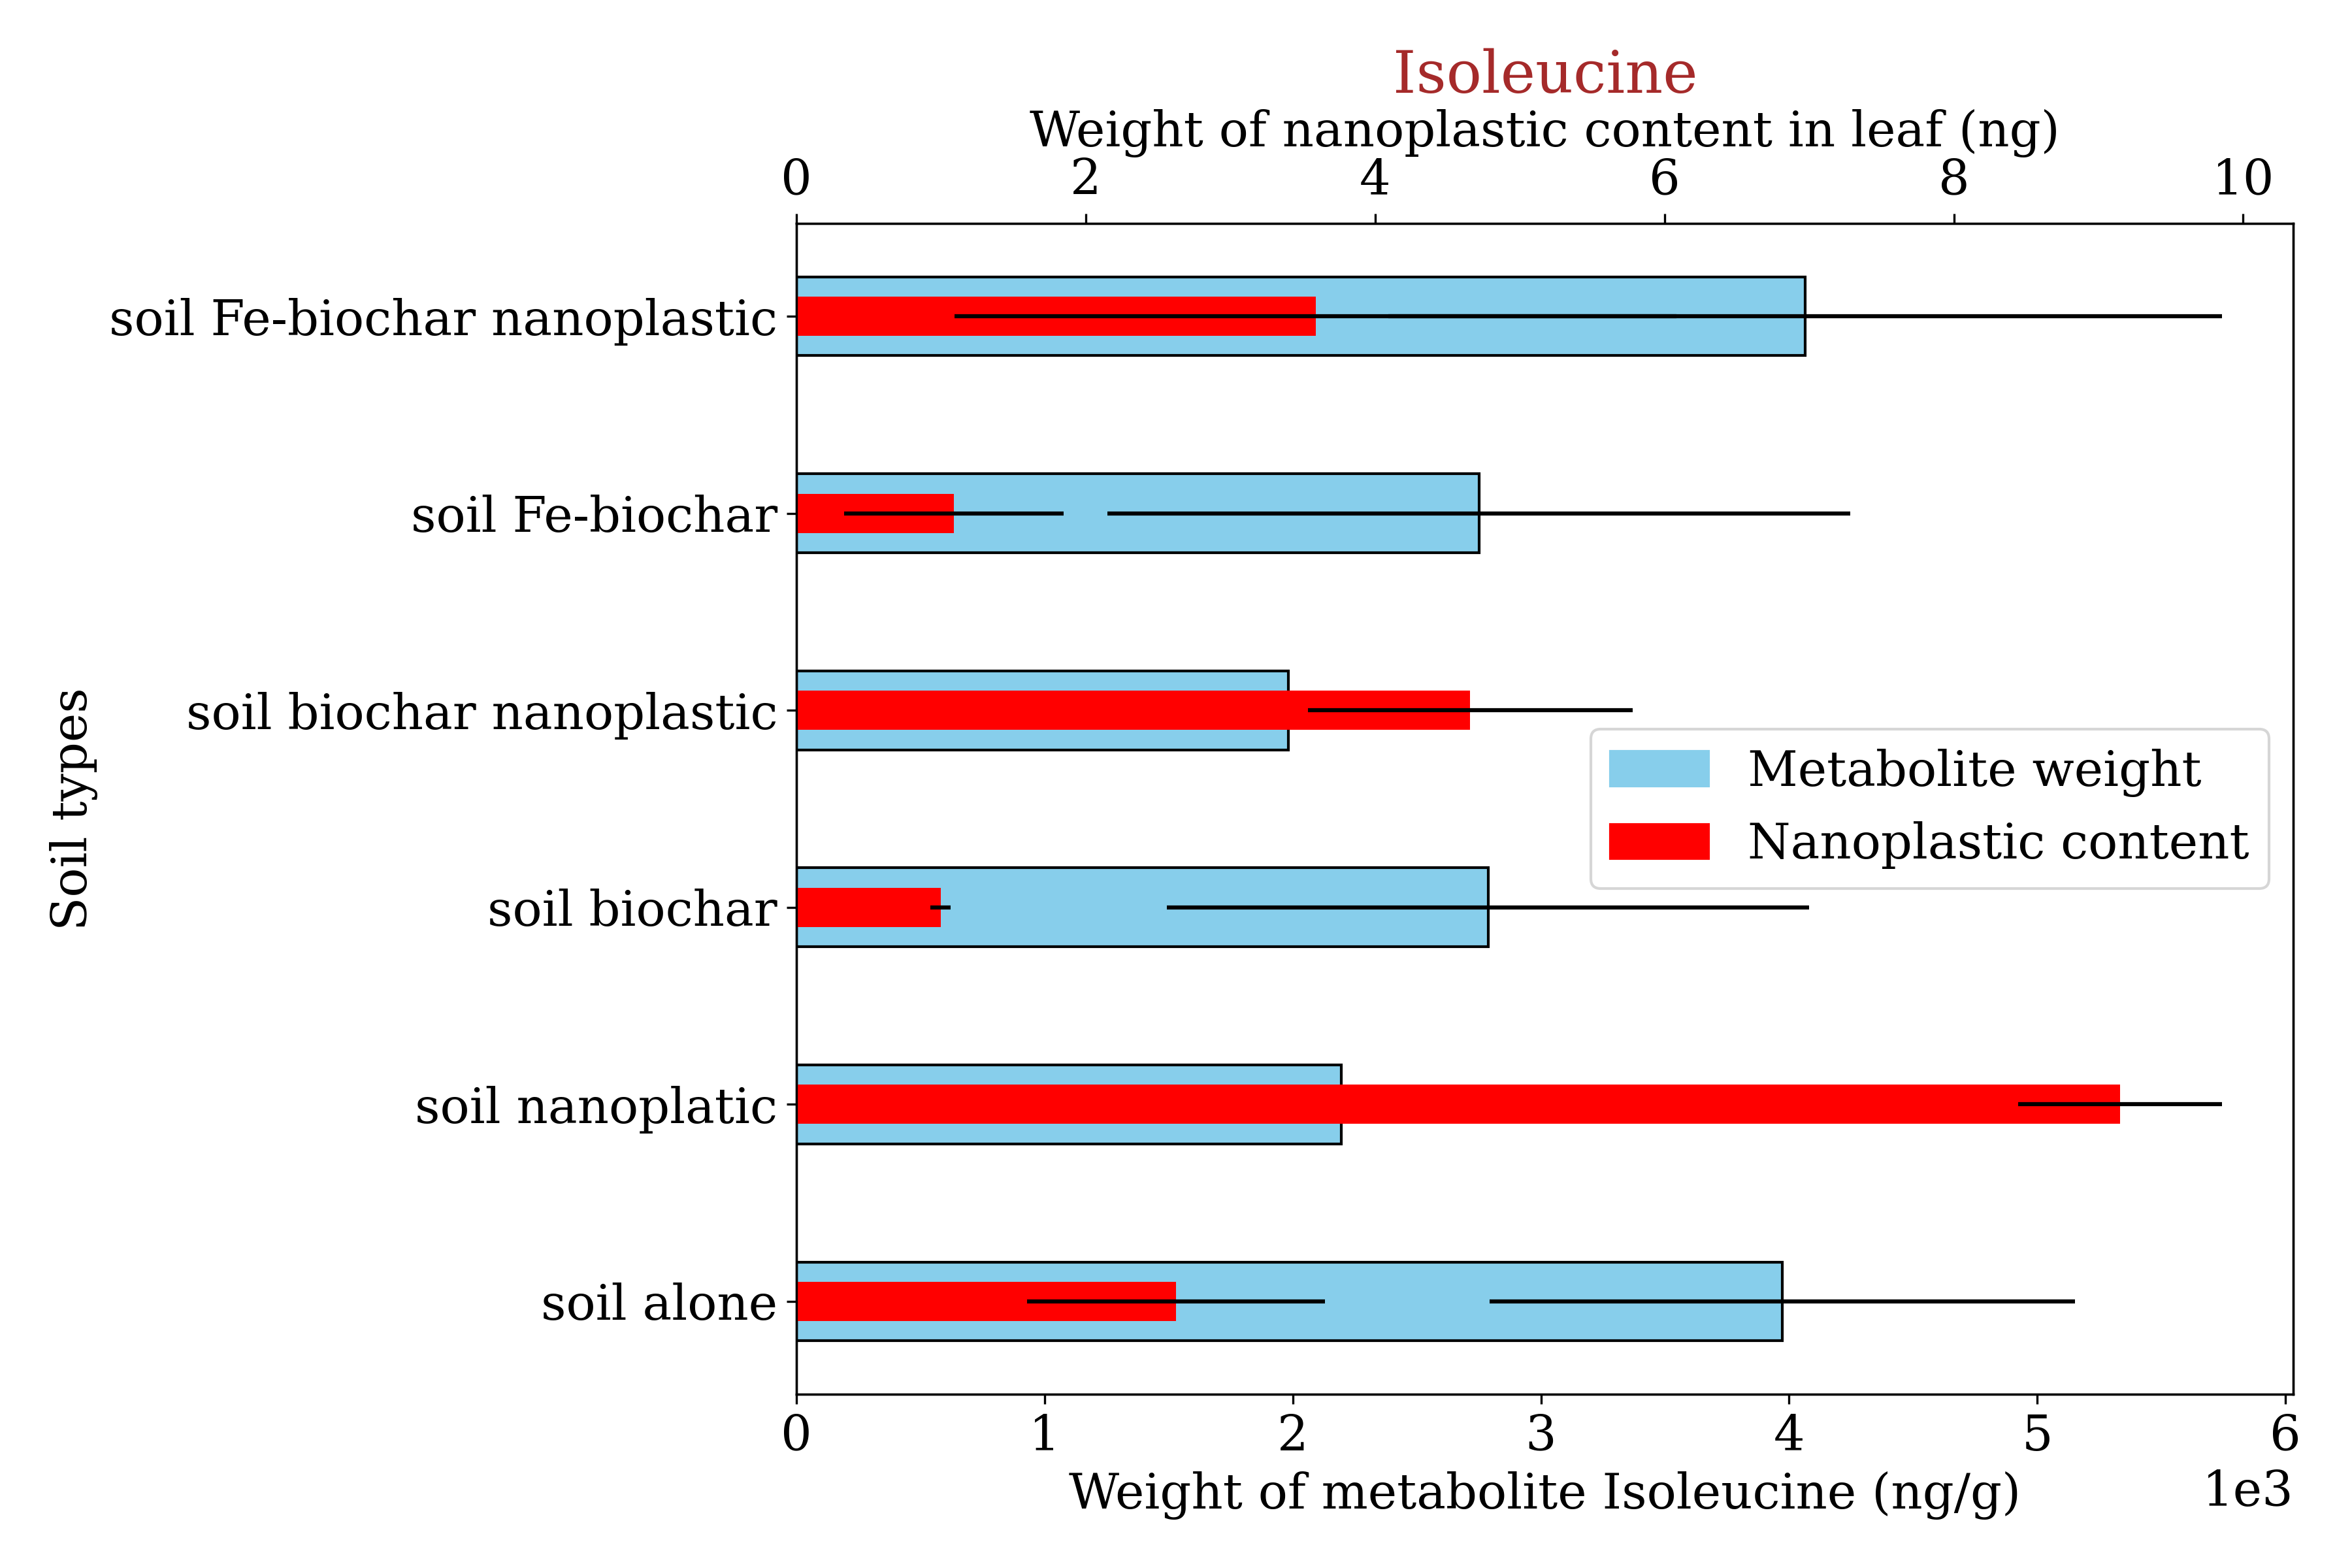 Isoleucine
Weight of nanoplastic content in leaf (ng)
0 2 4 6 8 10
soil Fe-biochar nanoplastic
soil Fe-biochar
soil biochar nanoplastic
soil biochar
soil nanoplatic
soil alone
Soil types
Metabolite weight
Nanoplastic content
0 1 2 3 4 5 6
Weight of metabolite Isoleucine (ng/g)
1e3